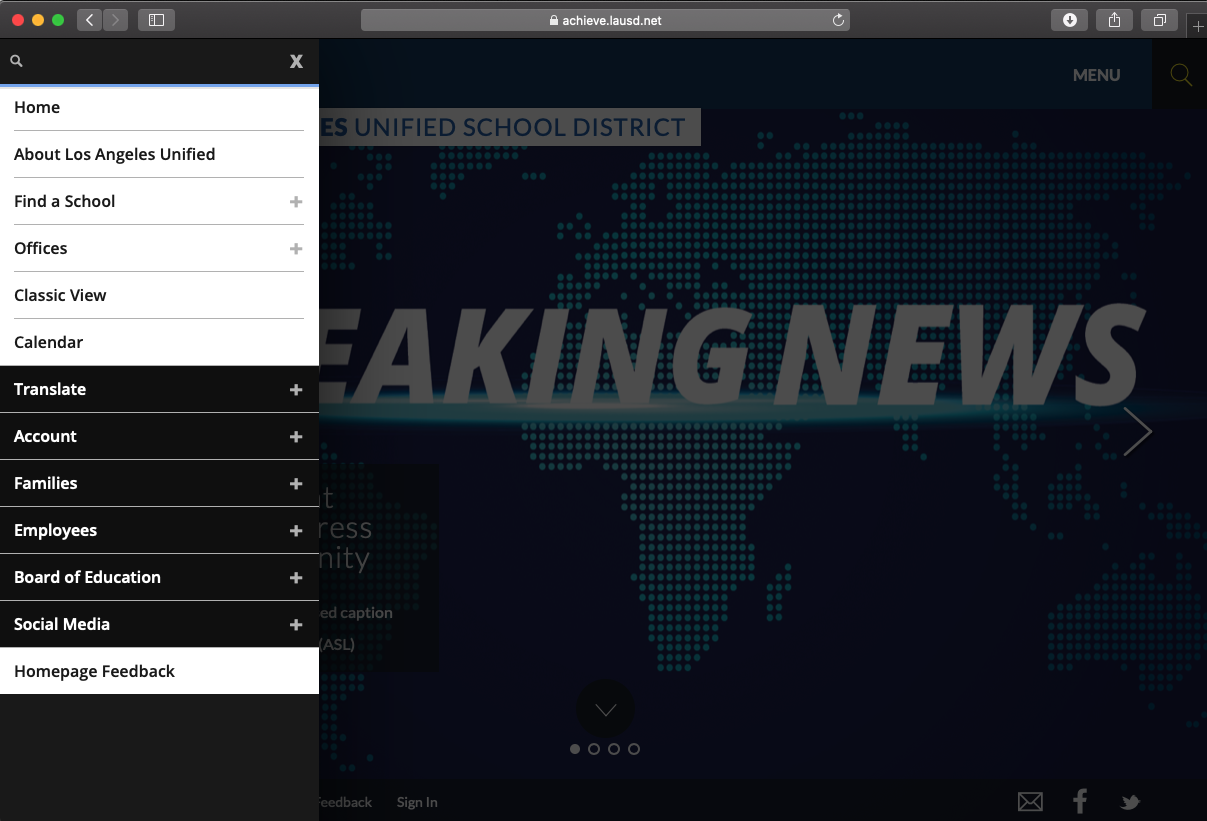 achieve.lausd.net
X
Home
About Los Angeles Unified
Find a School
Offices
Classic View
Calendar
Translate
Account
Families
Employees
Board of Education
Social Media
Homepage Feedback
MENU
ES UNIFIED SCHOOL DISTRICT
EAKING NEWS
t
ress
nity
ed caption
(ASL)
Feedback
Sign In